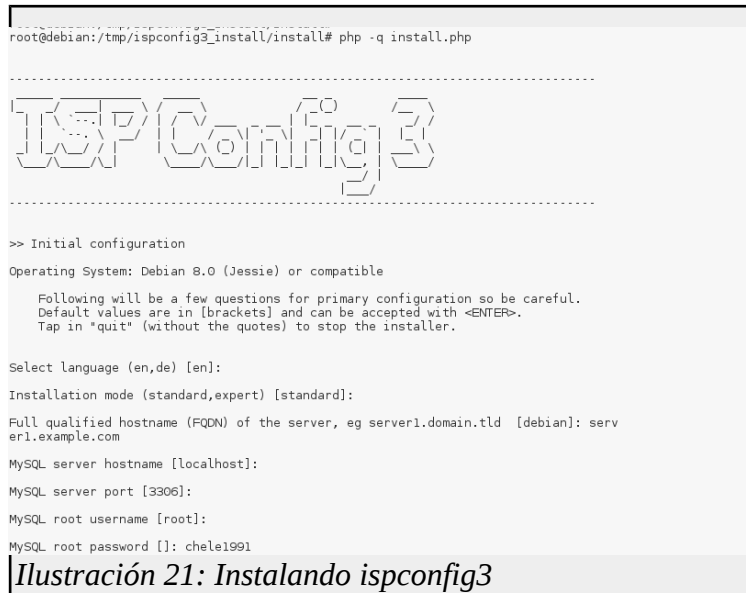 root@debian:/tmp/ispconfig3_install/install# php -q install.php
ISPConfig 3
>> Initial configuration
Operating System: Debian 8.0 (Jessie) or compatible
Following will be a few questions for primary configuration so be careful.
Default values are in [brackets] and can be accepted with <ENTER>.
Tap in "quit" (without the quotes) to stop the installer.
Select language (en,de) [en]:
Installation mode (standard,expert) [standard]:
Full qualified hostname (FQDN) of the server, eg server1.domain.tld  [debian]: serv
er1.example.com
MySQL server hostname [localhost]:
MySQL server port [3306]:
MySQL root username [root]:
MySQL root password []: chele1991
Ilustración 21: Instalando ispconfig3